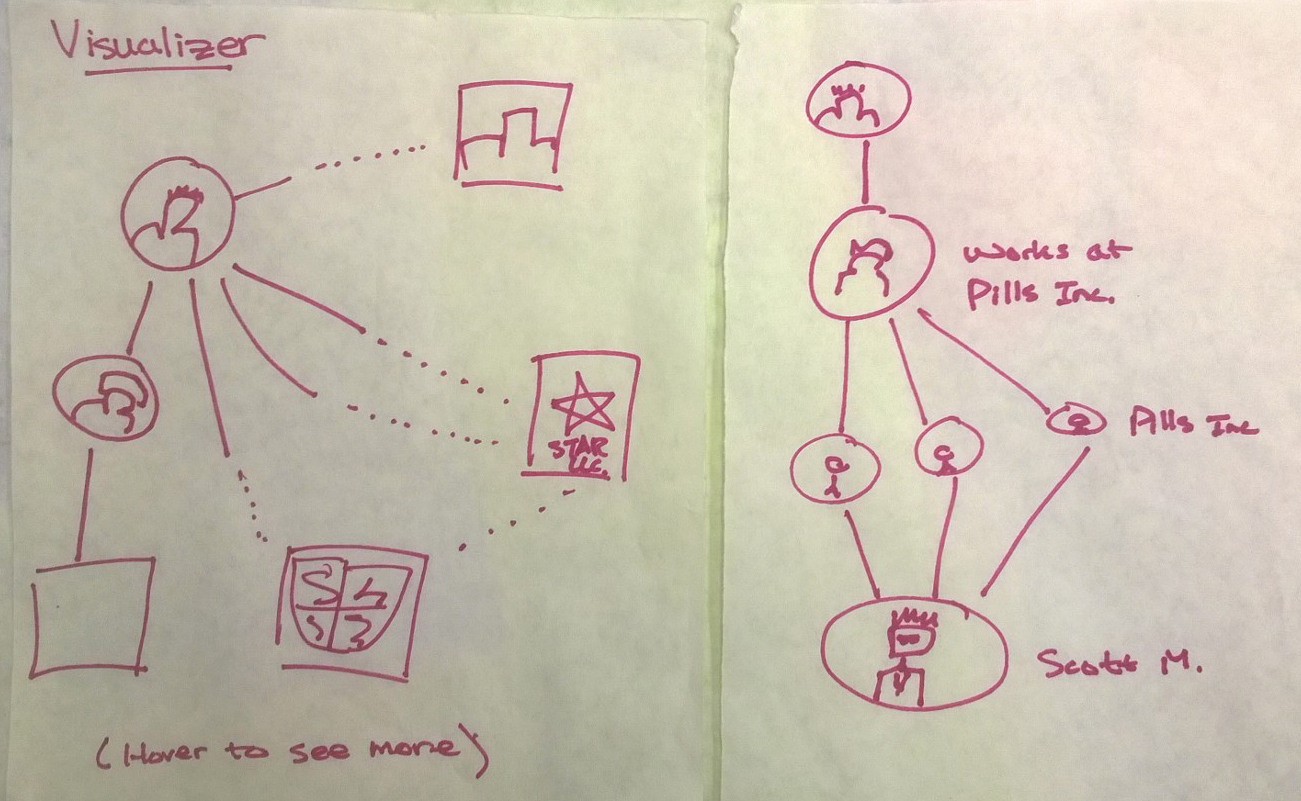 Visualizer
STAR
LLC.
(Hover to see more)
works at
Pills Inc.
Pills Inc
Scott M.